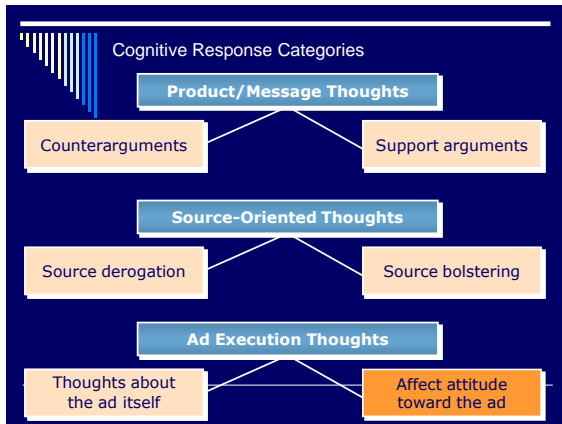 Cognitive Response Categories
Product/Message Thoughts
Counterarguments
Support arguments
Source-Oriented Thoughts
Source derogation
Source bolstering
Ad Execution Thoughts
Thoughts about
the ad itself
Affect attitude
toward the ad